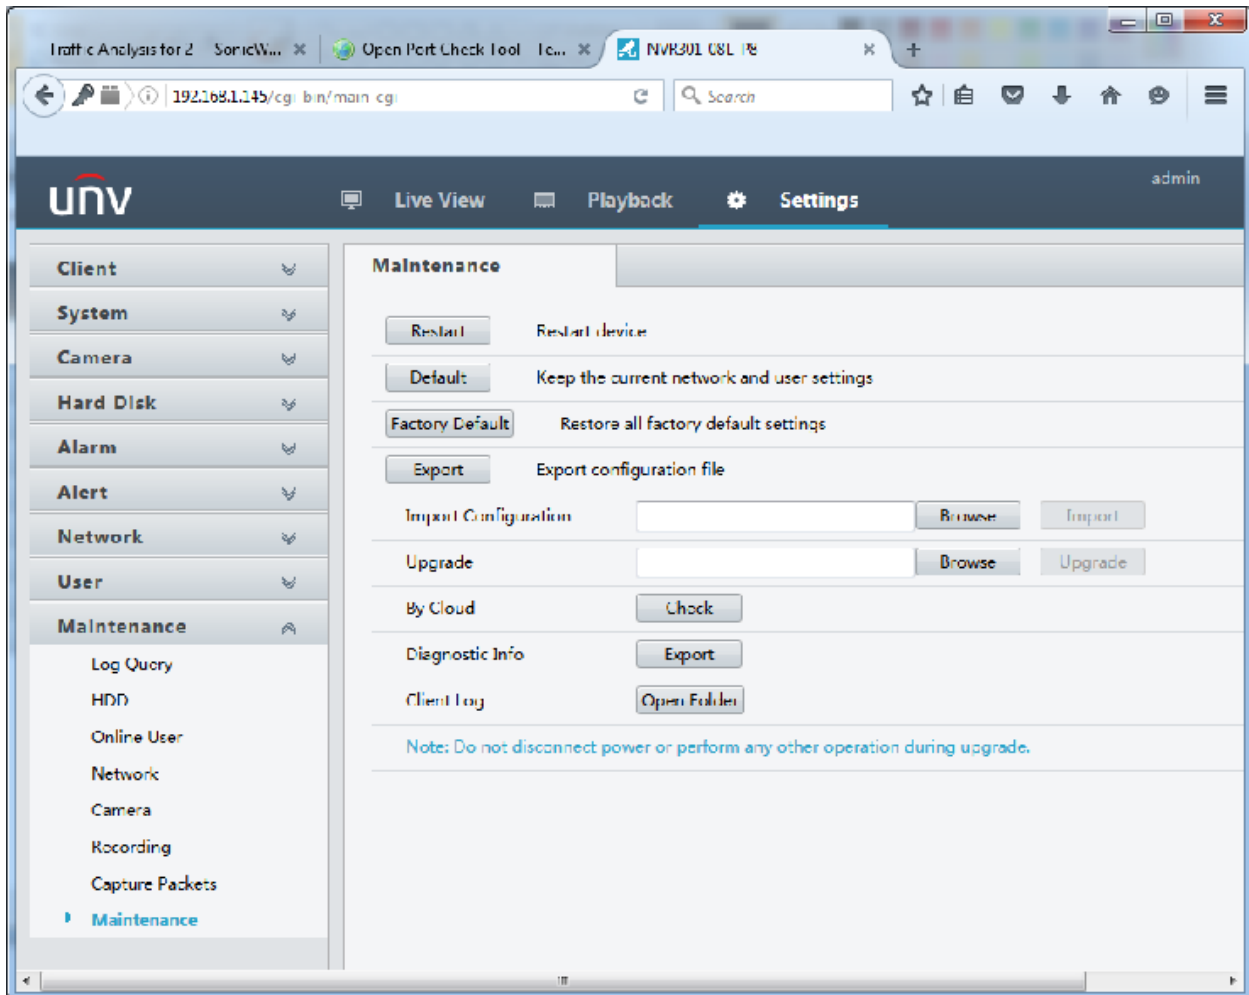 Traffic Analysis for 2 SonicW... Open Port Check Tool - Te... NVR301-08L-P8
192.168.1.145/cgi-bin/main-cgi Search
unv Live View Playback Settings admin
Client
System
Camera
Hard Disk
Alarm
Alert
Network
User
Maintenance
Log Query
HDD
Online User
Network
Camera
Recording
Capture Packets
Maintenance
Maintenance
Restart Restart device
Default Keep the current network and user settings
Factory Default Restore all factory default settings
Export Export configuration file
Import Configuration Browse Import
Upgrade Browse Upgrade
By Cloud Check
Diagnostic Info Export
Client Log Open Folder
Note: Do not disconnect power or perform any other operation during upgrade.